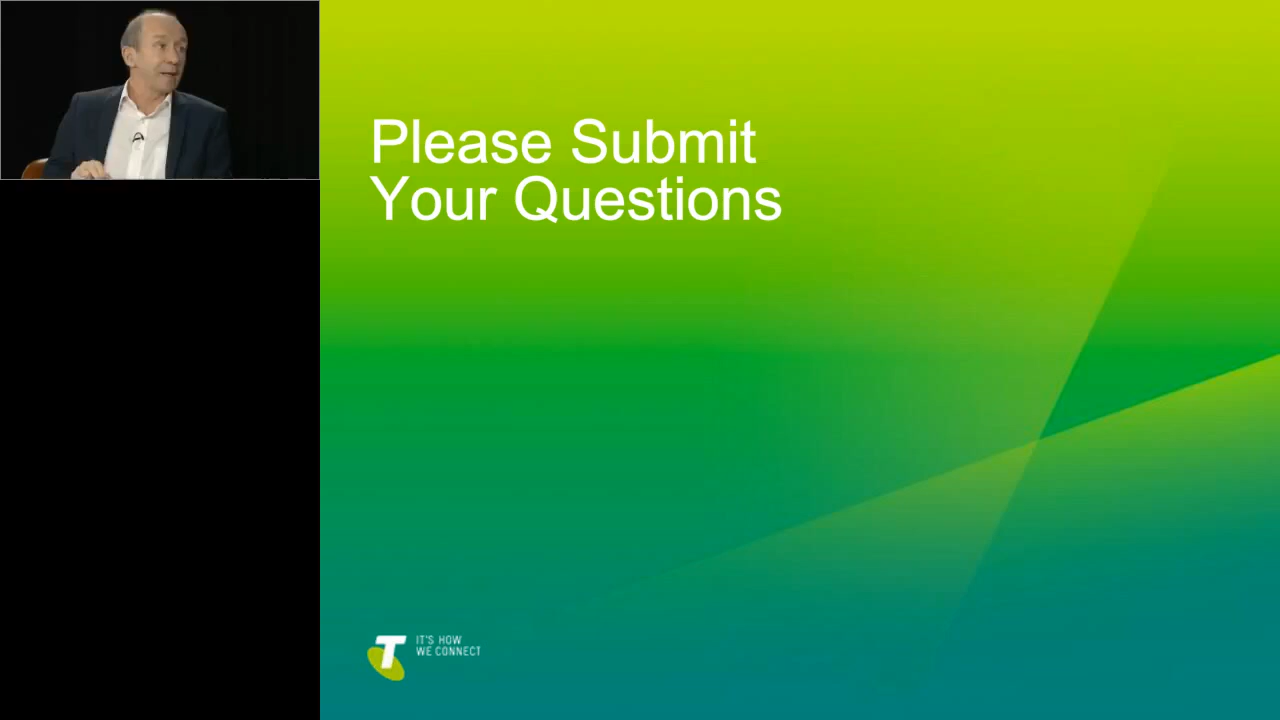 Please Submit
Your Questions
T
IT'S HOW
WE CONNECT